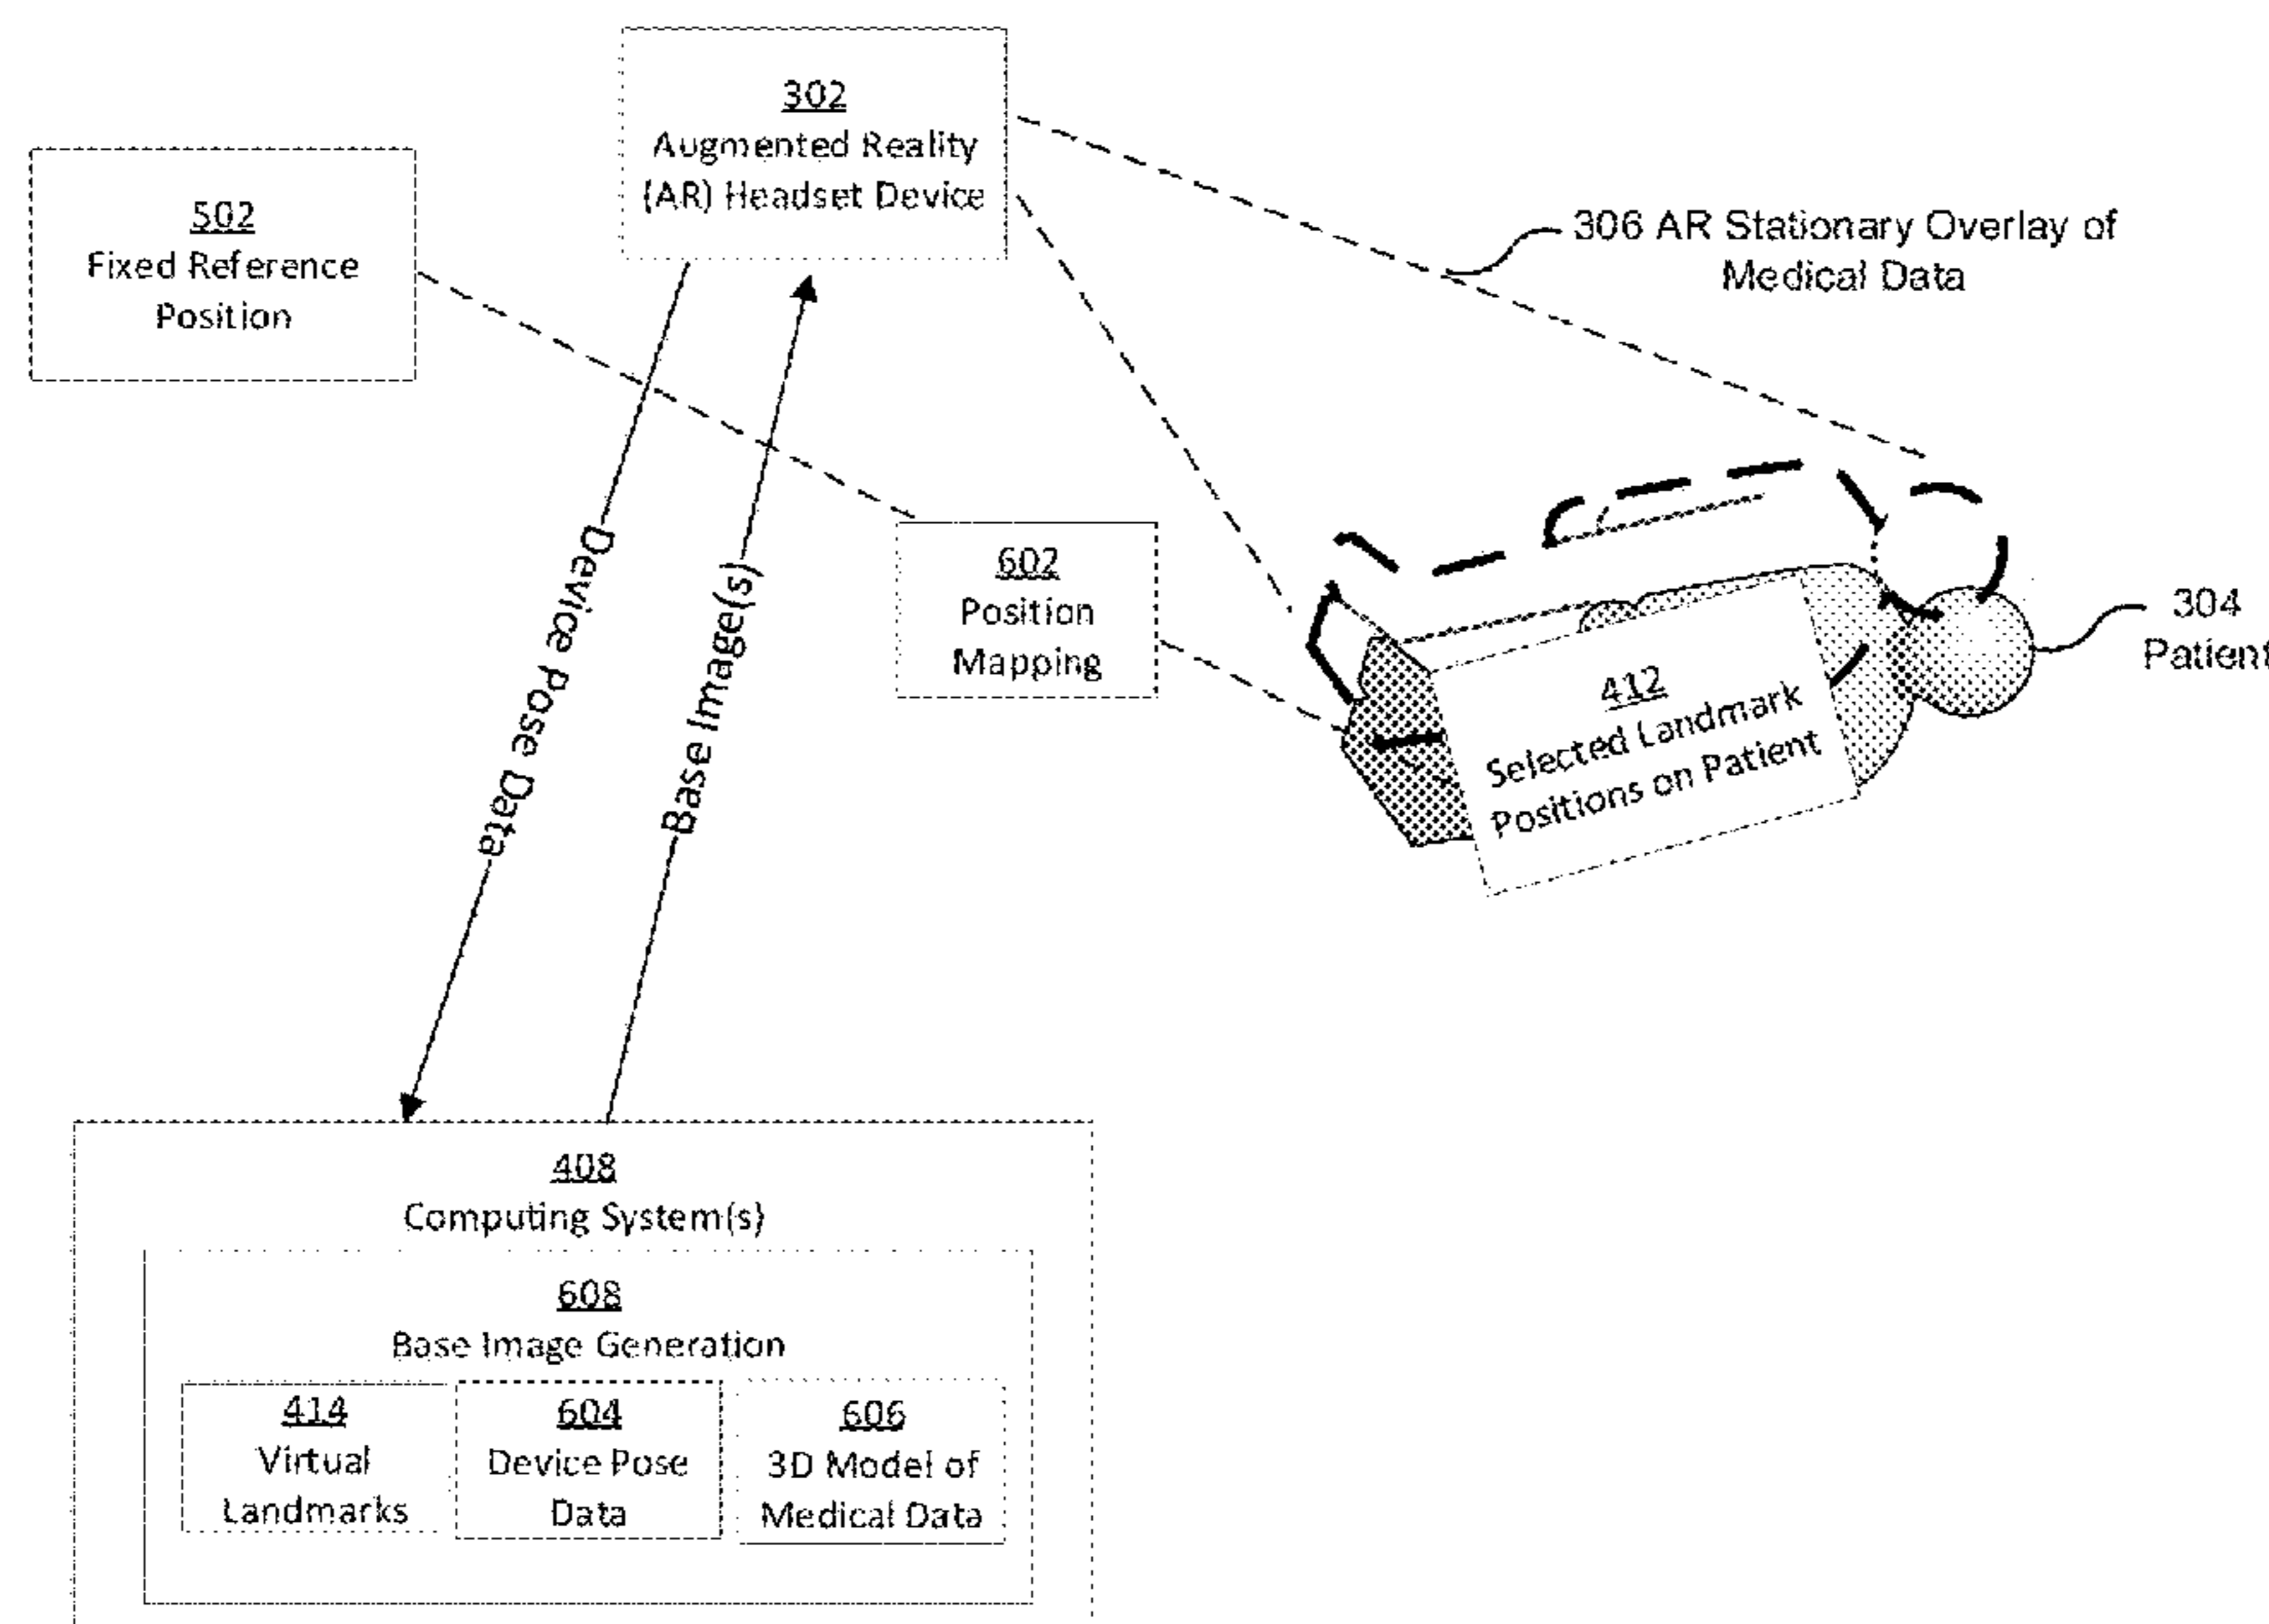 302
Augmented Reality
(AR) Headset Device
502
Fixed Reference
Position
306 AR Stationary Overlay of
Medical Data
602
Position
Mapping
304
Patient
412
Selected Landmark
Positions on Patient
Device Pose Data
Base Image(s)
408
Computing System(s)
608
Base Image Generation
414
Virtual
Landmarks
604
Device Pose
Data
606
3D Model of
Medical Data